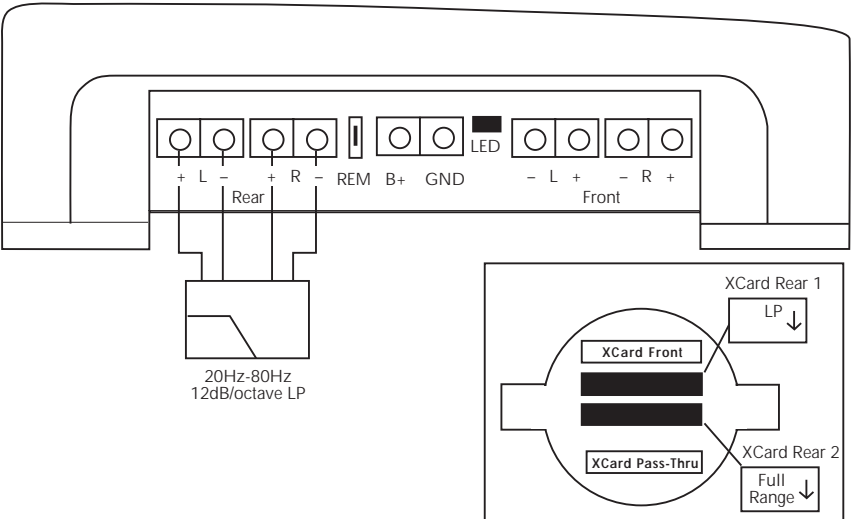 LED
+ L – + R – REM B+ GND – L + – R +
Rear Front
XCard Rear 1
LP
XCard Front
20Hz-80Hz
12dB/octave LP
XCard Rear 2
XCard Pass-Thru
Full
Range